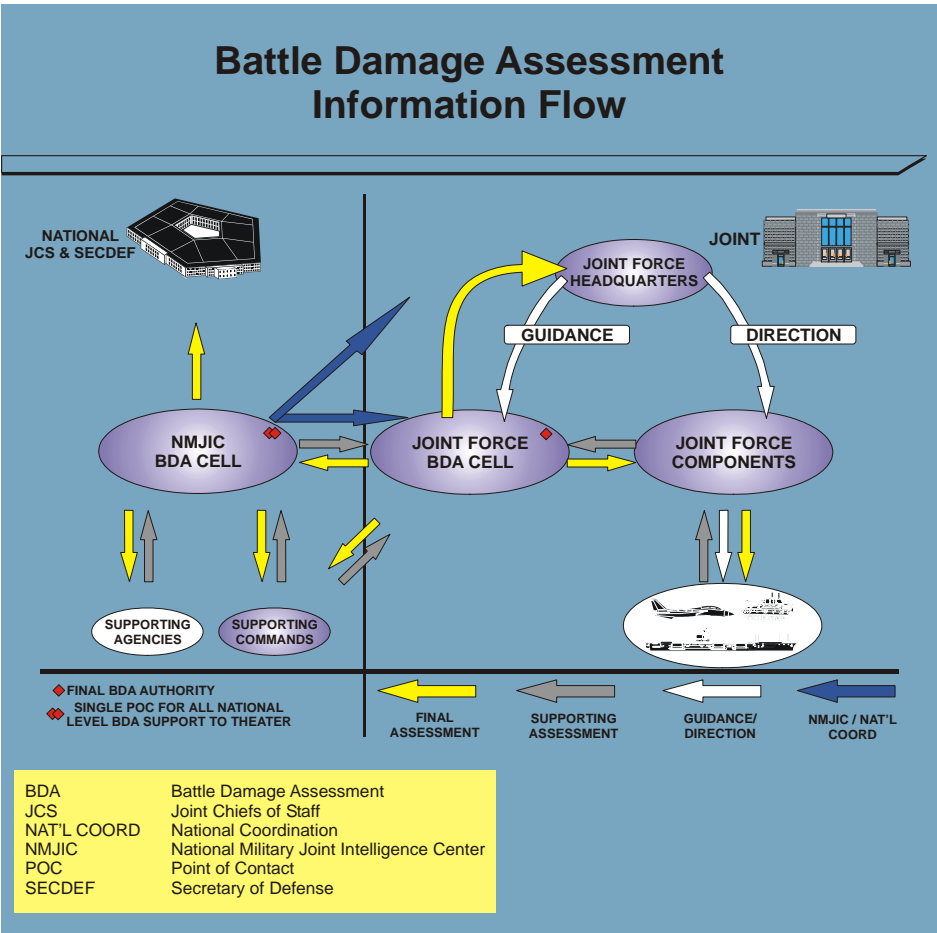 Battle Damage Assessment
Information Flow
NATIONAL
JCS & SECDEF
JOINT
JOINT FORCE
HEADQUARTERS
GUIDANCE
DIRECTION
NMJIC
BDA CELL
JOINT FORCE
BDA CELL
JOINT FORCE
COMPONENTS
SUPPORTING
AGENCIES
SUPPORTING
COMMANDS
FINAL BDA AUTHORITY
SINGLE POC FOR ALL NATIONAL
LEVEL BDA SUPPORT TO THEATER
FINAL
ASSESSMENT
SUPPORTING
ASSESSMENT
GUIDANCE/
DIRECTION
NMJIC / NAT'L
COORD
BDA Battle Damage Assessment
JCS Joint Chiefs of Staff
NAT'L COORD National Coordination
NMJIC National Military Joint Intelligence Center
POC Point of Contact
SECDEF Secretary of Defense